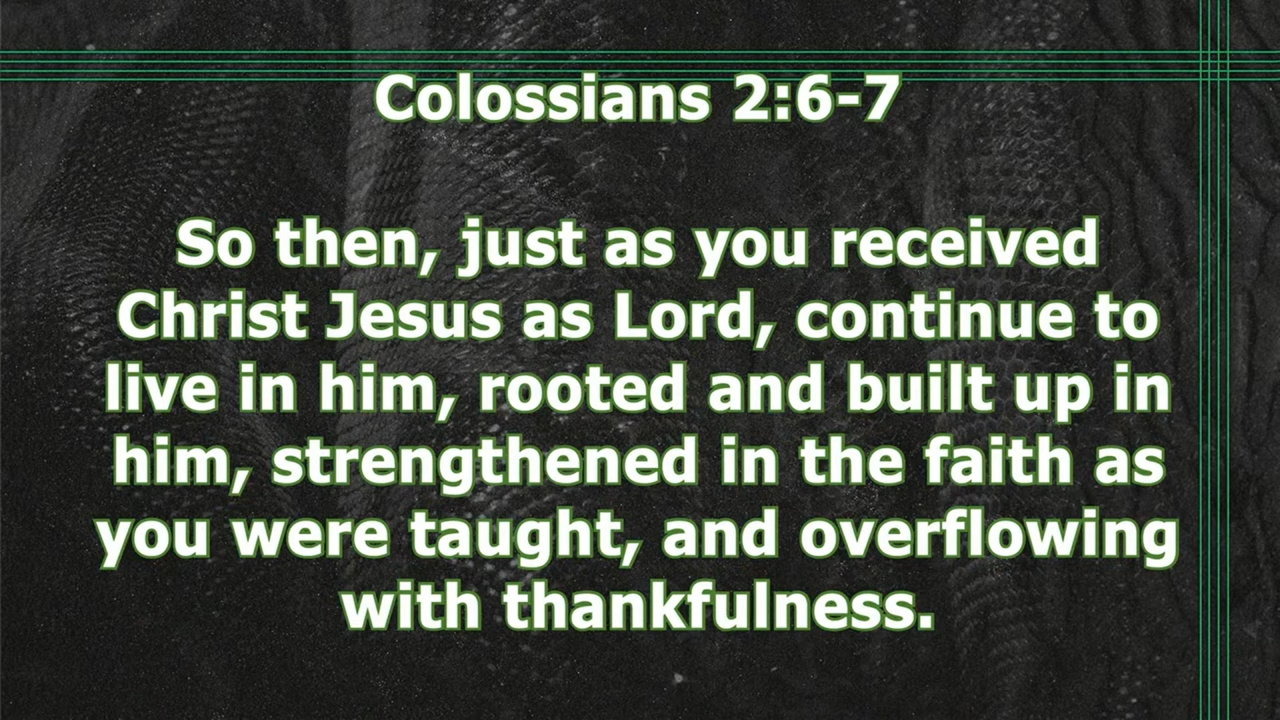 Colossians 2:6-7
So then, just as you received
Christ Jesus as Lord, continue to
live in him, rooted and built up in
him, strengthened in the faith as
you were taught, and overflowing
with thankfulness.